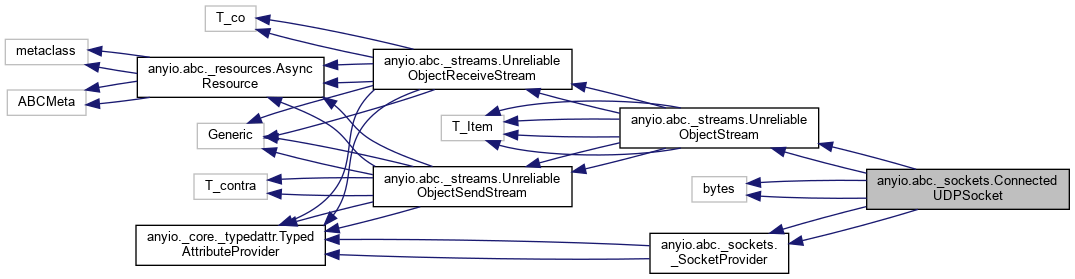 T_co
metaclass
anyio.abc._resources.Async
Resource
ABCMeta
anyio.abc._streams.Unreliable
ObjectReceiveStream
Generic
T_Item
anyio.abc._streams.Unreliable
ObjectStream
T_contra
anyio.abc._streams.Unreliable
ObjectSendStream
bytes
anyio.abc._sockets.Connected
UDPSocket
anyio._core._typedattr.Typed
AttributeProvider
anyio.abc._sockets.
_SocketProvider